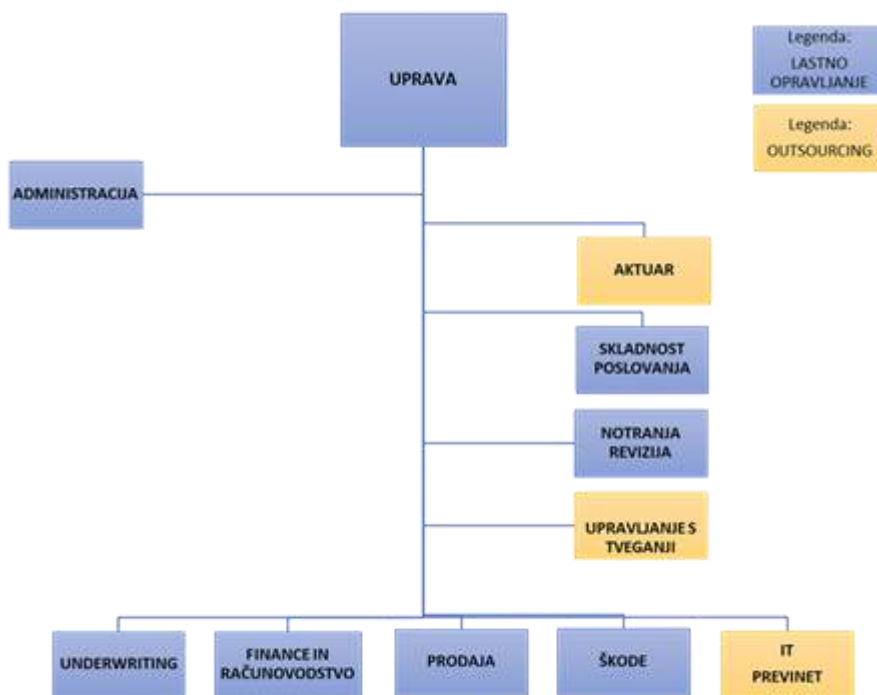 UPRAVA
Legenda:
LASTNO
OPRAVLJANJE
Legenda:
OUTSOURCING
ADMINISTRACIJA
AKTUAR
SKLADNOST
POSLOVANJA
NOTRANJA
REVIZIJA
UPRAVLJANJE S
TVEGANJI
UNDERWRITING
FINANCE IN
RAČUNOVODSTVO
PRODAJA
ŠKODE
IT
PREVINET